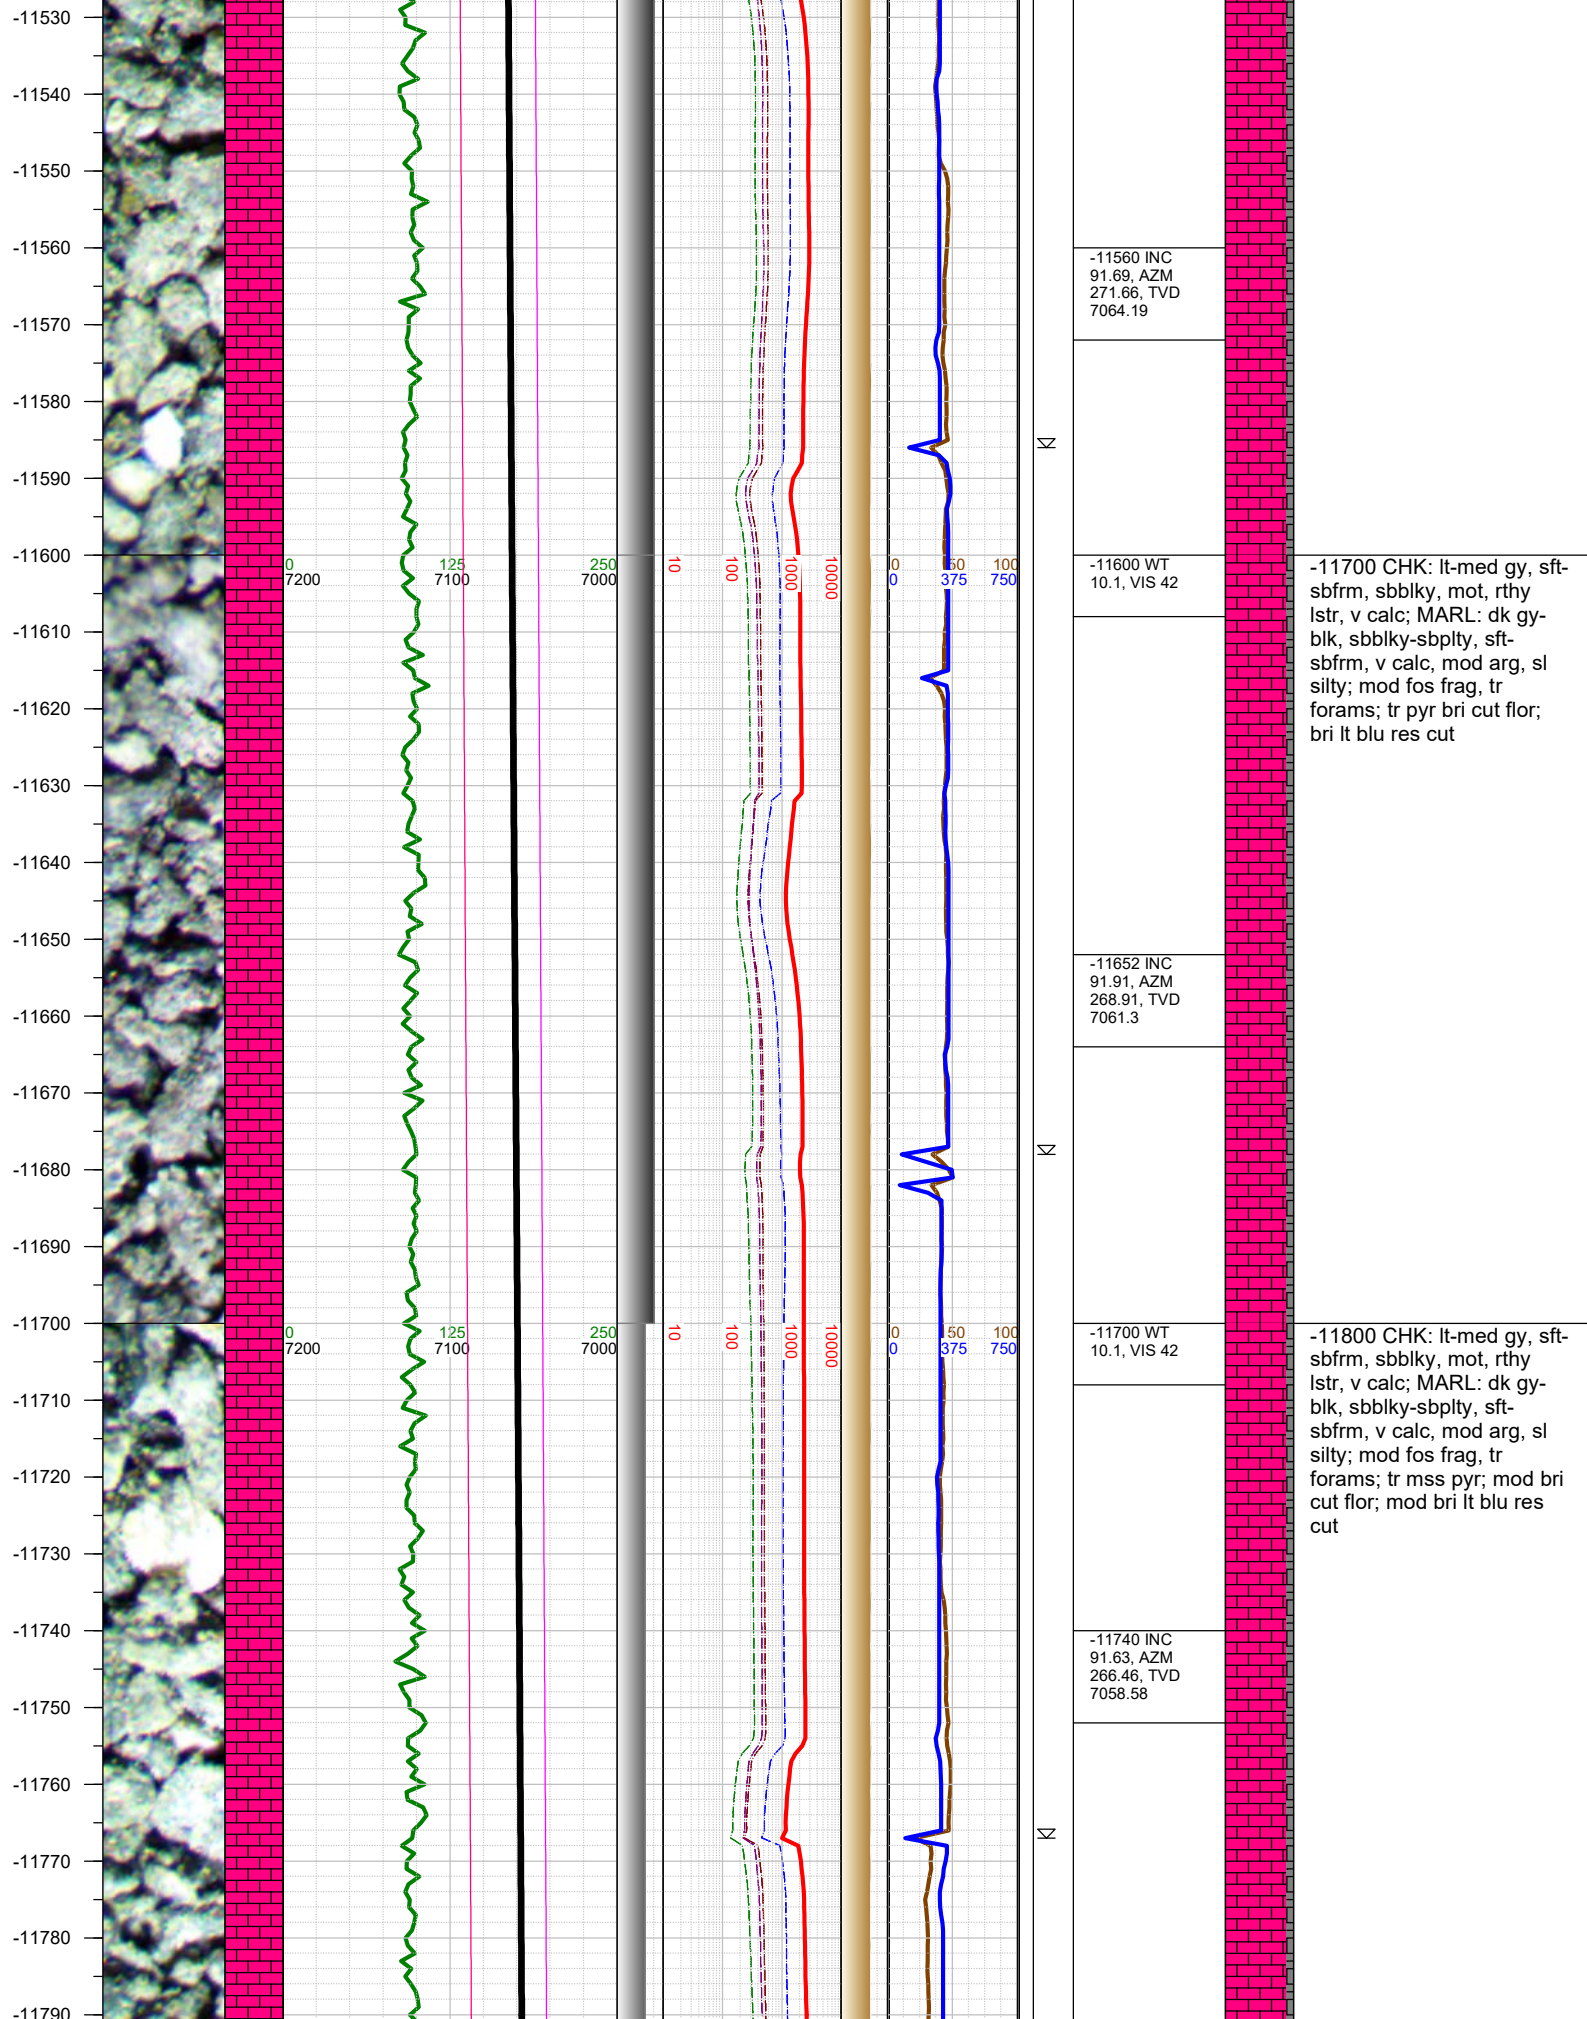 -11530
-11540
-11550
-11560
-11570
-11580
-11590
-11600
-11610
-11620
-11630
-11640
-11650
-11660
-11670
-11680
-11690
-11700
-11710
-11720
-11730
-11740
-11750
-11760
-11770
-11780
-11790
0 125 250
7200 7100 7000
10 100 1000 10000
0 50 100
0 375 750
0 125 250
7200 7100 7000
10 100 1000 10000
0 50 100
0 375 750
-11560 INC
91.69, AZM
271.66, TVD
7064.19
-11600 WT
10.1, VIS 42
-11652 INC
91.91, AZM
268.91, TVD
7061.3
-11700 WT
10.1, VIS 42
-11740 INC
91.63, AZM
266.46, TVD
7058.58
-11700 CHK: lt-med gy, sft-
sbfrm, sbblky, mot, rthy
lstr, v calc; MARL: dk gy-
blk, sbblky-sbplty, sft-
sbfrm, v calc, mod arg, sl
silty; mod fos frag, tr
forams; tr pyr bri cut flor;
bri lt blu res cut
-11800 CHK: lt-med gy, sft-
sbfrm, sbblky, mot, rthy
lstr, v calc; MARL: dk gy-
blk, sbblky-sbplty, sft-
sbfrm, v calc, mod arg, sl
silty; mod fos frag, tr
forams; tr mss pyr; mod bri
cut flor; mod bri lt blu res
cut